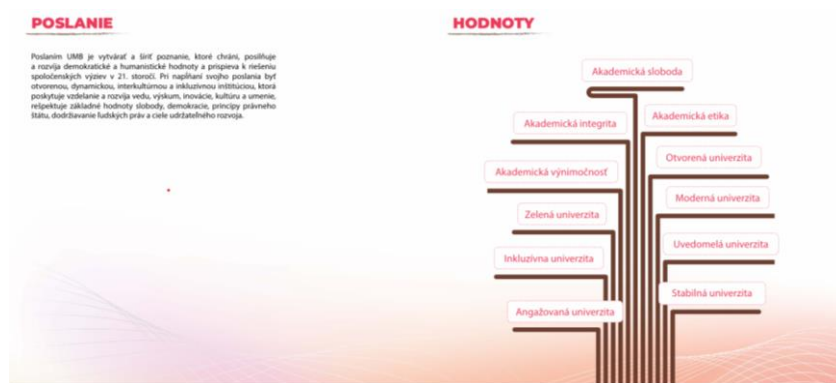 POSLANIE
Poslaním UMB je vytvárať a šíriť poznanie, ktoré chráni, posilňuje
a rozvíja demokratické a humanistické hodnoty a prispieva k riešeniu
spoločenských výziev v 21. storočí. Pri napĺňaní svojho poslania byť
otvorenou, dynamickou, interkultúrnou a inkluzívnou inštitúciou, ktorá
poskytuje vzdelanie a rozvíja vedu, výskum, inovácie, kultúru a umenie,
rešpektuje základné hodnoty slobody, demokracie, princípy právneho
štátu, dodržiavanie ľudských práv a ciele udržateľného rozvoja.
HODNOTY
Akademická sloboda
Akademická integrita
Akademická etika
Otvorená univerzita
Akademická výnimočnosť
Moderná univerzita
Zelená univerzita
Uvedomelá univerzita
Inkluzívna univerzita
Stabilná univerzita
Angažovaná univerzita